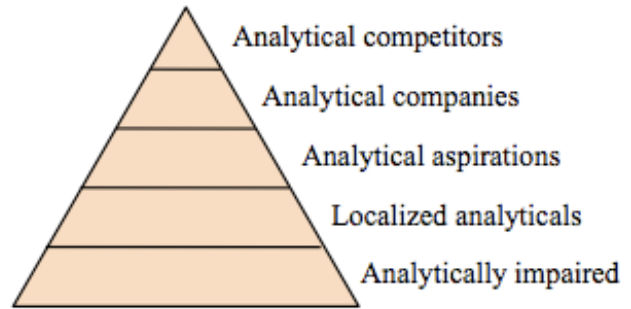 Analytical competitors
Analytical companies
Analytical aspirations
Localized analyticals
Analytically impaired